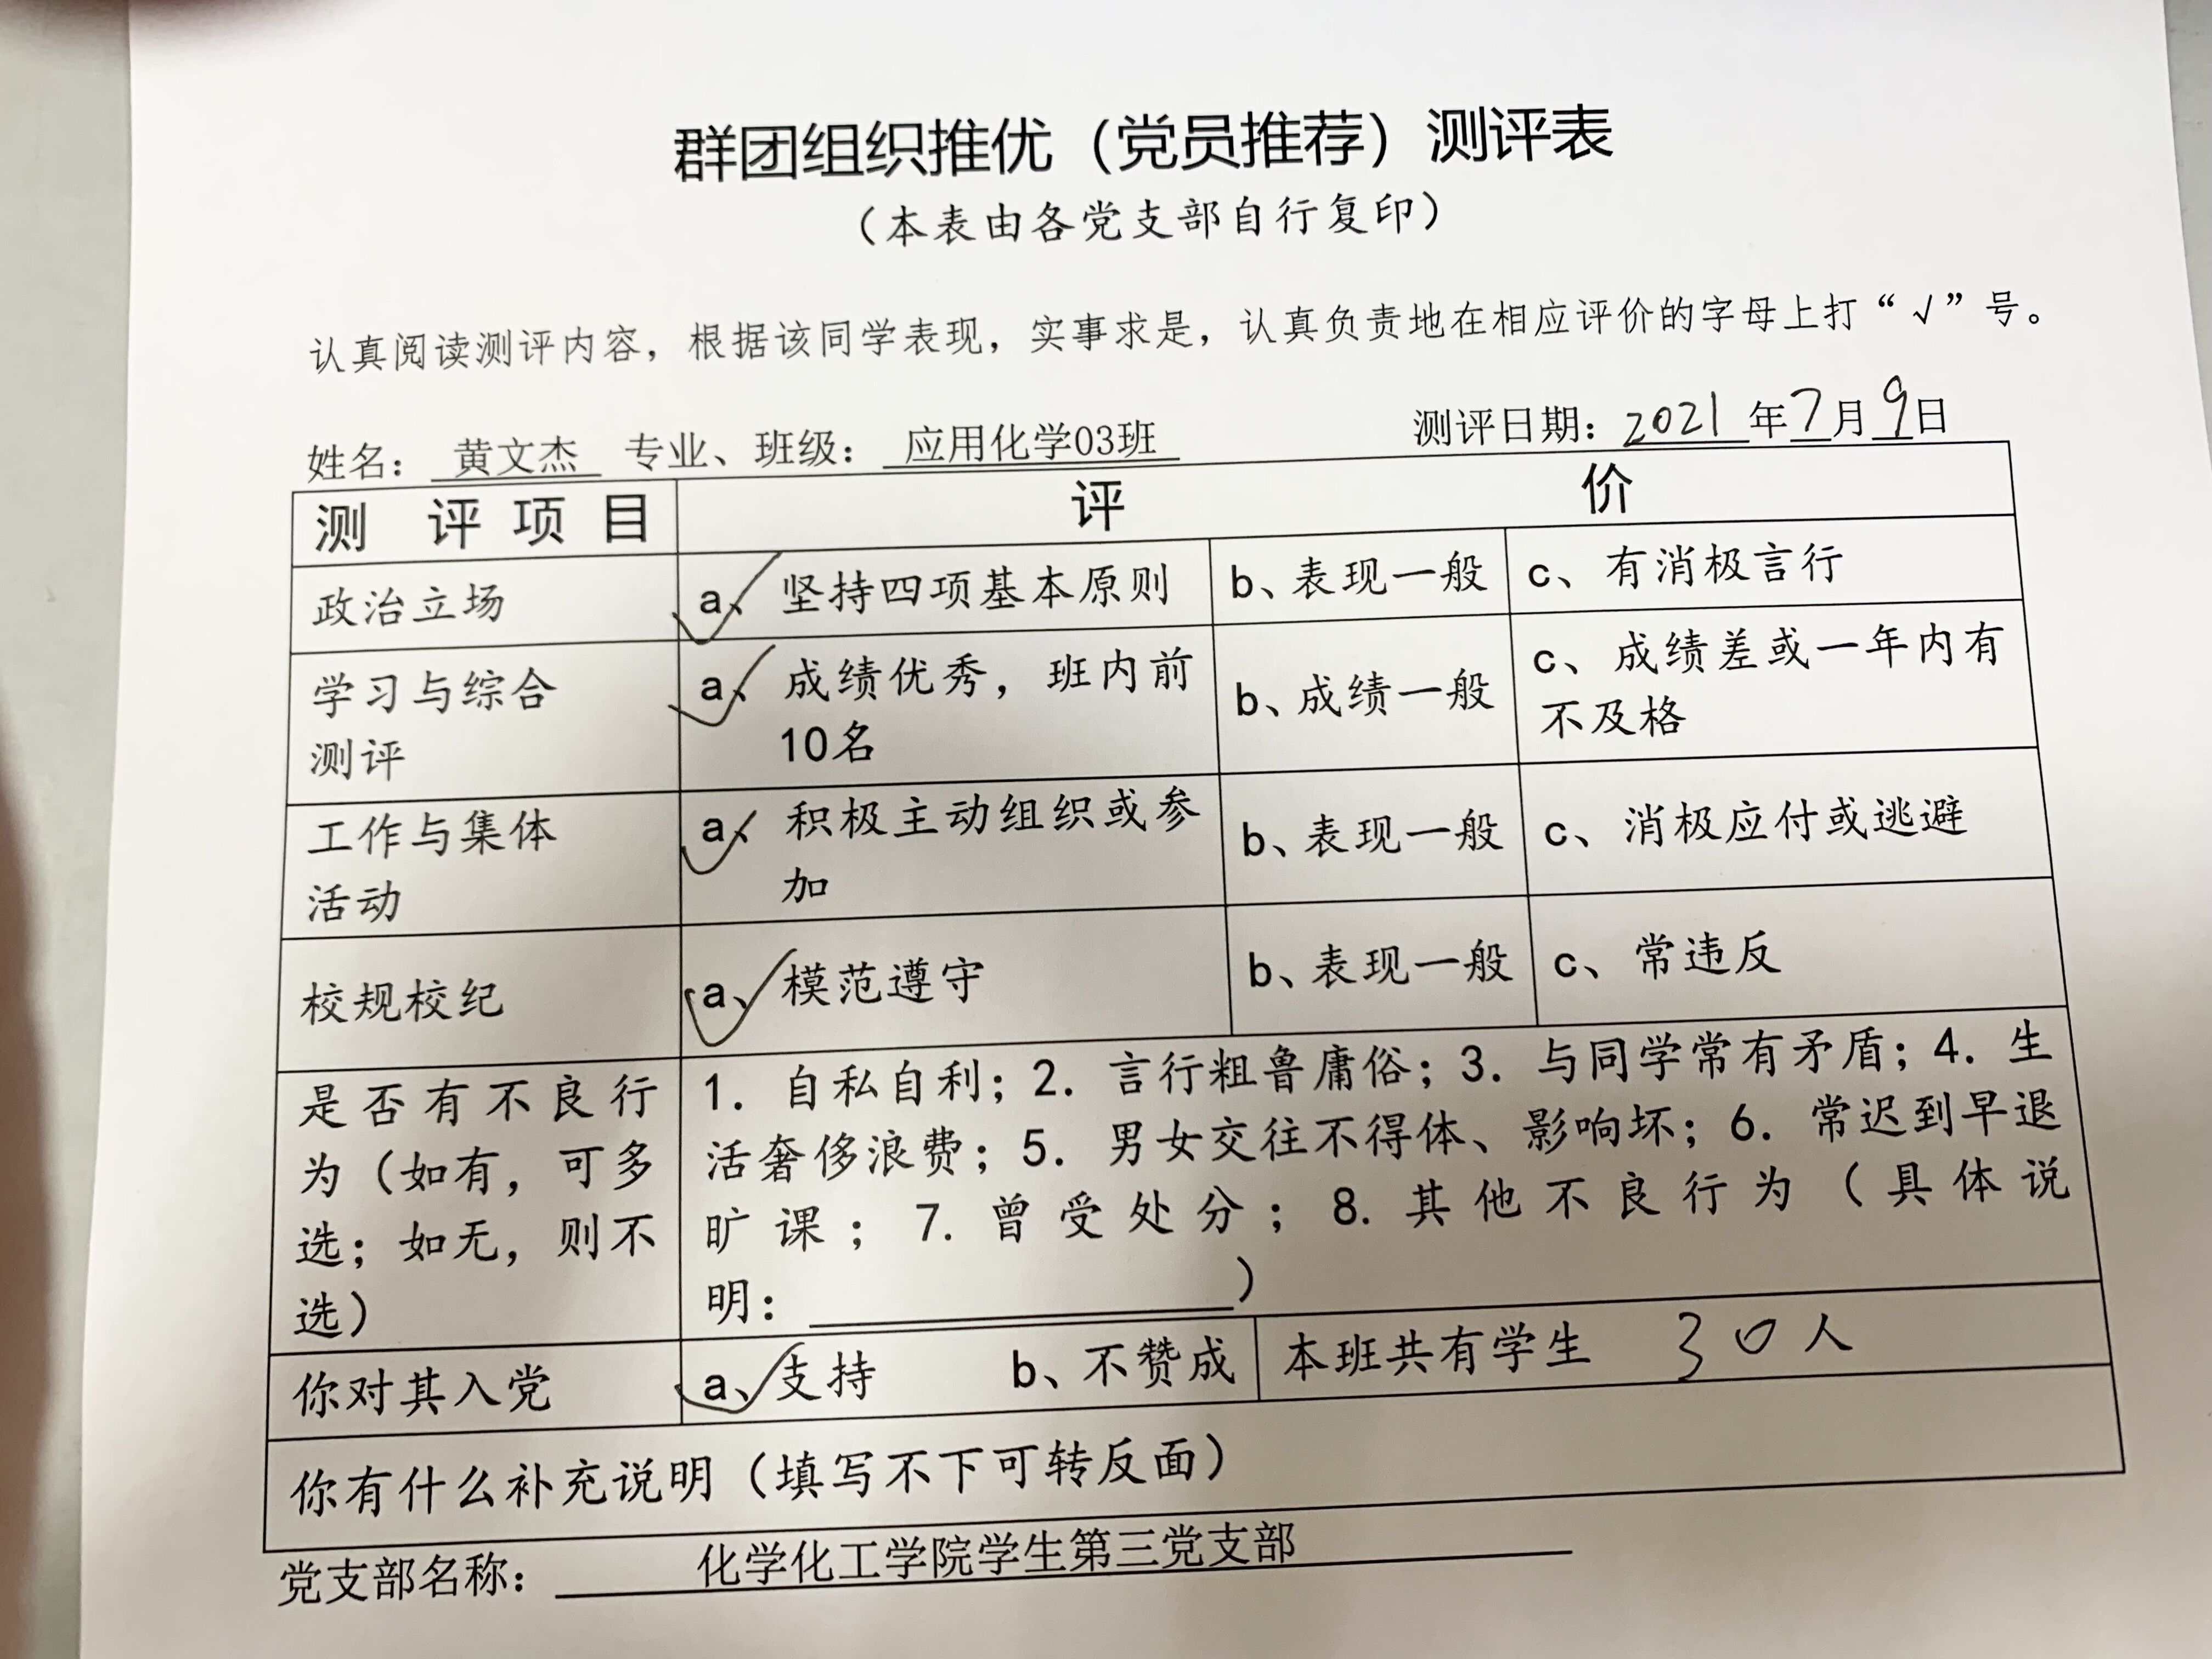 群团组织推优（党员推荐）测评表
（本表由各党支部自行复印）
认真阅读测评内容，根据该同学表现，实事求是，认真负责地在相应评价的字母上打“√”号。
姓名：黄文杰 专业、班级：应用化学03班 测评日期：2021年7月9日
测 评 项 目 评 价
政治立场 a、坚持四项基本原则 b、表现一般 c、有消极言行
学习与综合 a、成绩优秀，班内前 b、成绩一般 c、成绩差或一年内有
测评 10名 不及格
工作与集体 a、积极主动组织或参 b、表现一般 c、消极应付或逃避
活动 加
校规校纪 a、模范遵守 b、表现一般 c、常违反
是否有不良行 1. 自私自利；2. 言行粗鲁庸俗；3. 与同学常有矛盾；4. 生
为（如有，可多 活奢侈浪费；5. 男女交往不得体、影响坏；6. 常迟到早退
选；如无，则不 旷课；7. 曾受处分；8. 其他不良行为（具体说
选） 明： ）
你对其入党 a、支持 b、不赞成 本班共有学生 30人
你有什么补充说明（填写不下可转反面）
党支部名称： 化学化工学院学生第三党支部